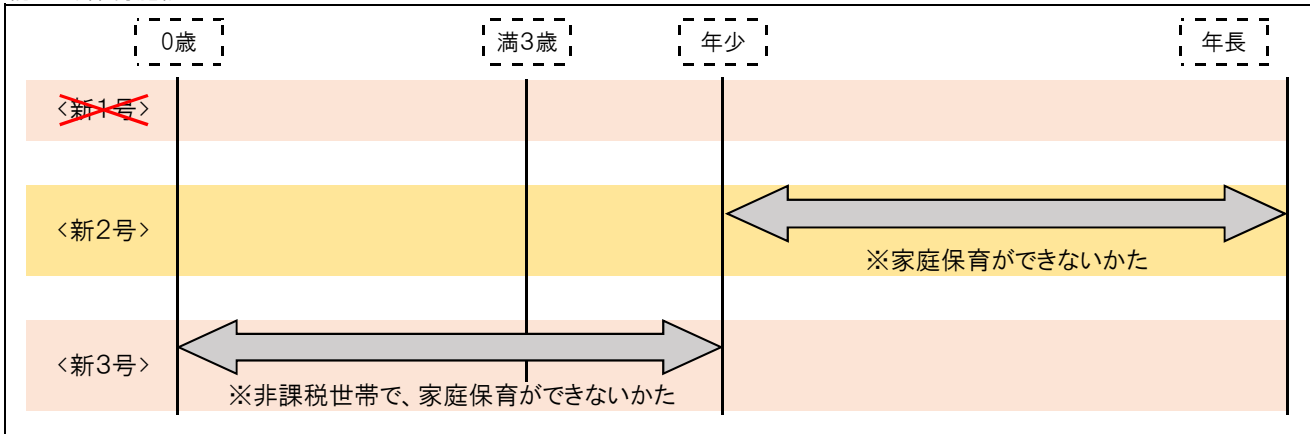 0歳
満3歳
年少
年長
<新1号>
<新2号>
※家庭保育ができないかた
<新3号>
※非課税世帯で、家庭保育ができないかた